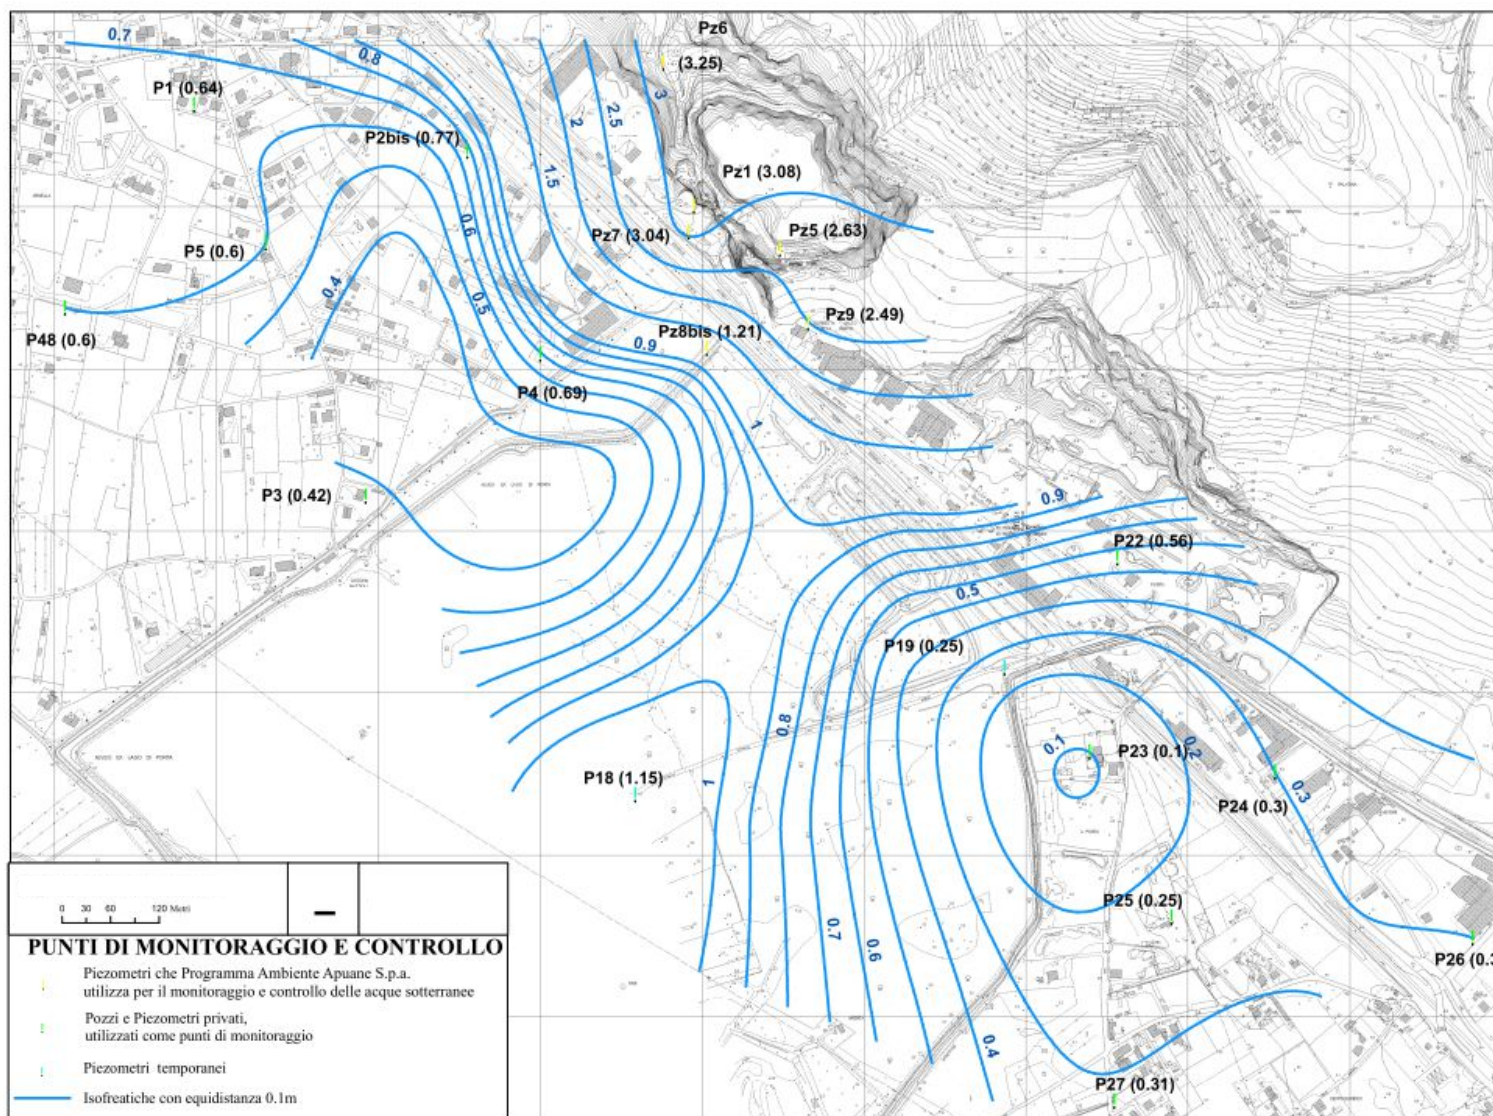 Pz6
(3.25)
0.7
0.8
P1 (0.64)
P2bis (0.77)
2
2.5
3
1.5
Pz1 (3.08)
Pz7 (3.04)
Pz5 (2.63)
0.6
P5 (0.6)
0.4
0.5
P48 (0.6)
Pz9 (2.49)
Pz8bis (1.21)
0.9
P4 (0.69)
1
P3 (0.42)
0.9
P22 (0.56)
0.5
P19 (0.25)
0.8
0.1
P23 (0.1)
0.2
P18 (1.15)
1
P24 (0.3)
0.3
P25 (0.25)
0.7
0.6
P26 (0.3
0.4
P27 (0.31)
0 30 60 120 Metri
PUNTI DI MONITORAGGIO E CONTROLLO
Piezometri che Programma Ambiente Apuane S.p.a.
utilizza per il monitoraggio e controllo delle acque sotterranee
Pozzi e Piezometri privati,
utilizzati come punti di monitoraggio
Piezometri temporanei
Isofreatiche con equidistanza 0.1m